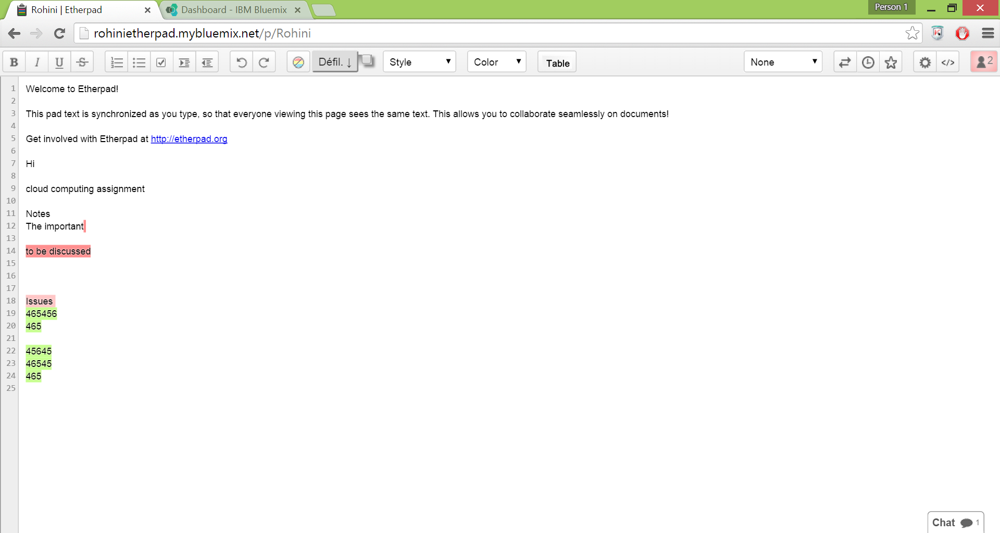 Rohini | Etherpad
Dashboard - IBM Bluemix
Person 1
rohinietherpad.mybluemix.net/p/Rohini
B I U S Défil. ↓ Style Color Table None </> 2
1 Welcome to Etherpad!
2
3 This pad text is synchronized as you type, so that everyone viewing this page sees the same text. This allows you to collaborate seamlessly on documents!
4
5 Get involved with Etherpad at http://etherpad.org
6
7 Hi
8
9 cloud computing assignment
10
11 Notes
12 The important
13
14 to be discussed
15
16
17
18 Issues
19 465456
20 465
21
22 45645
23 46545
24 465
25
Chat 1